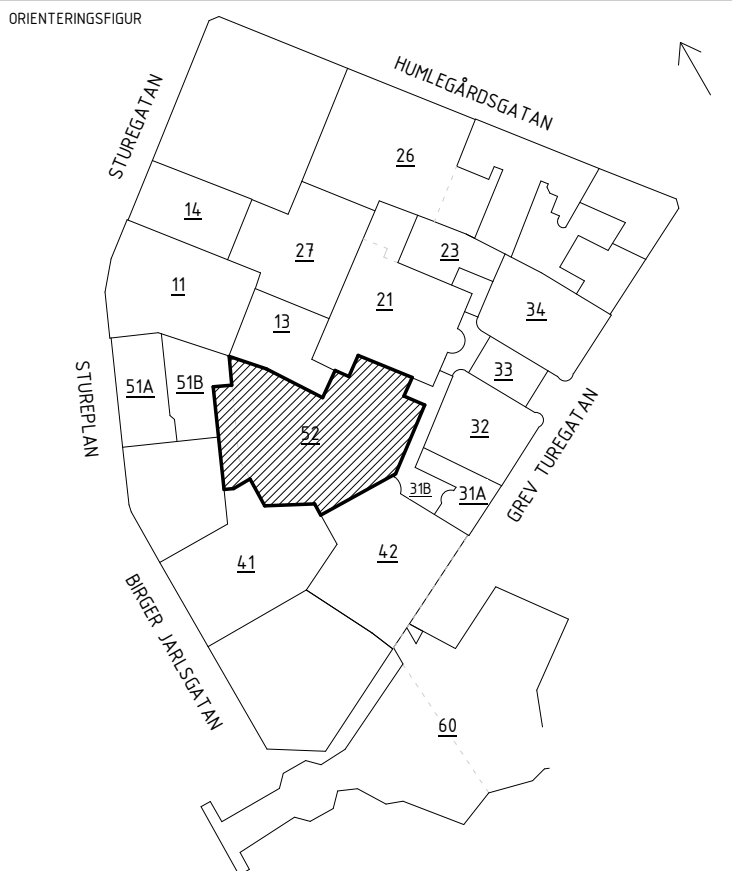 ORIENTERINGSFIGUR
HUMLEGÅRDSGATAN
STUREGATAN
26
14
27
23
11
21
34
13
33
51A
51B
STUREPLAN
52
32
GREV TUREGATAN
31B
31A
41
42
BIRGER JARLSGATAN
60